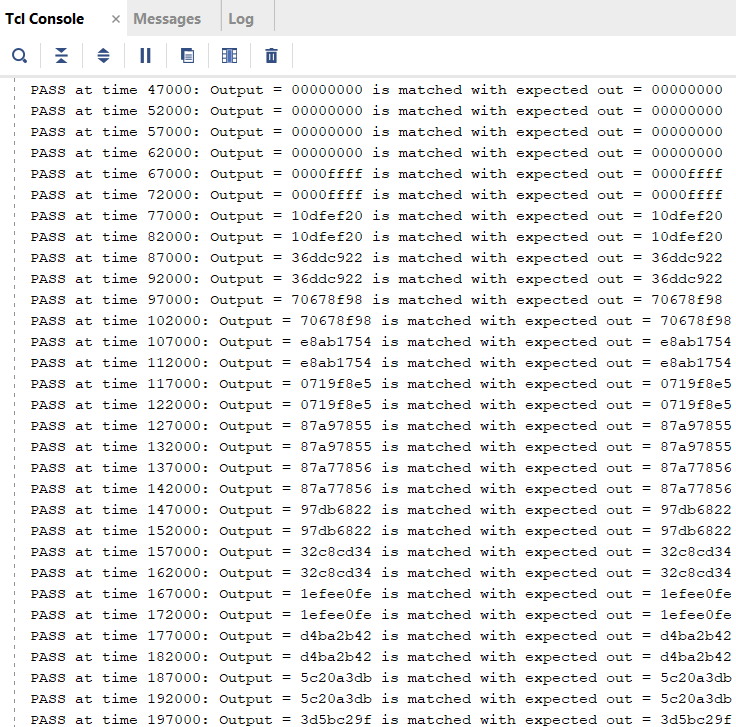 Tcl Console × Messages Log
PASS at time 47000: Output = 00000000 is matched with expected out = 00000000
PASS at time 52000: Output = 00000000 is matched with expected out = 00000000
PASS at time 57000: Output = 00000000 is matched with expected out = 00000000
PASS at time 62000: Output = 00000000 is matched with expected out = 00000000
PASS at time 67000: Output = 0000ffff is matched with expected out = 0000ffff
PASS at time 72000: Output = 0000ffff is matched with expected out = 0000ffff
PASS at time 77000: Output = 10dfef20 is matched with expected out = 10dfef20
PASS at time 82000: Output = 10dfef20 is matched with expected out = 10dfef20
PASS at time 87000: Output = 36ddc922 is matched with expected out = 36ddc922
PASS at time 92000: Output = 36ddc922 is matched with expected out = 36ddc922
PASS at time 97000: Output = 70678f98 is matched with expected out = 70678f98
PASS at time 102000: Output = 70678f98 is matched with expected out = 70678f98
PASS at time 107000: Output = e8ab1754 is matched with expected out = e8ab1754
PASS at time 112000: Output = e8ab1754 is matched with expected out = e8ab1754
PASS at time 117000: Output = 0719f8e5 is matched with expected out = 0719f8e5
PASS at time 122000: Output = 0719f8e5 is matched with expected out = 0719f8e5
PASS at time 127000: Output = 87a97855 is matched with expected out = 87a97855
PASS at time 132000: Output = 87a97855 is matched with expected out = 87a97855
PASS at time 137000: Output = 87a77856 is matched with expected out = 87a77856
PASS at time 142000: Output = 87a77856 is matched with expected out = 87a77856
PASS at time 147000: Output = 97db6822 is matched with expected out = 97db6822
PASS at time 152000: Output = 97db6822 is matched with expected out = 97db6822
PASS at time 157000: Output = 32c8cd34 is matched with expected out = 32c8cd34
PASS at time 162000: Output = 32c8cd34 is matched with expected out = 32c8cd34
PASS at time 167000: Output = 1efee0fe is matched with expected out = 1efee0fe
PASS at time 172000: Output = 1efee0fe is matched with expected out = 1efee0fe
PASS at time 177000: Output = d4ba2b42 is matched with expected out = d4ba2b42
PASS at time 182000: Output = d4ba2b42 is matched with expected out = d4ba2b42
PASS at time 187000: Output = 5c20a3db is matched with expected out = 5c20a3db
PASS at time 192000: Output = 5c20a3db is matched with expected out = 5c20a3db
PASS at time 197000: Output = 3d5bc29f is matched with expected out = 3d5bc29f